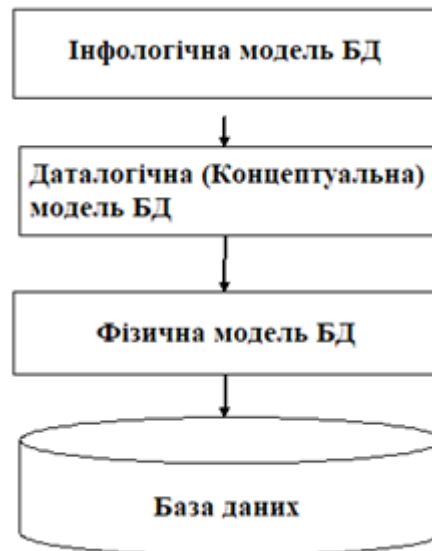 Інфологічна модель БД
Даталогічна (Концептуальна)
модель БД
Фізична модель БД
База даних